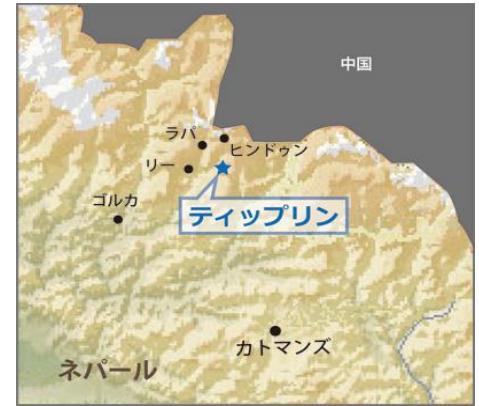 中国
ラパ
ヒンドゥン
リー
ゴルカ
ティップリン
カトマンズ
ネパール